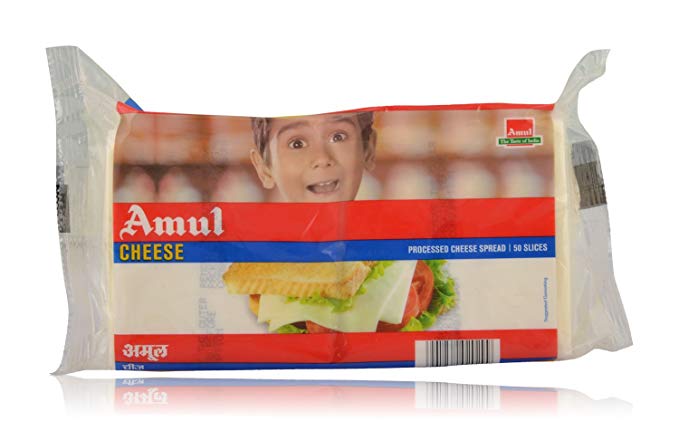 Amul
The Taste of India
Amul
CHEESE
PROCESSED CHEESE SPREAD | 50 SLICES
अमूल
चीज़